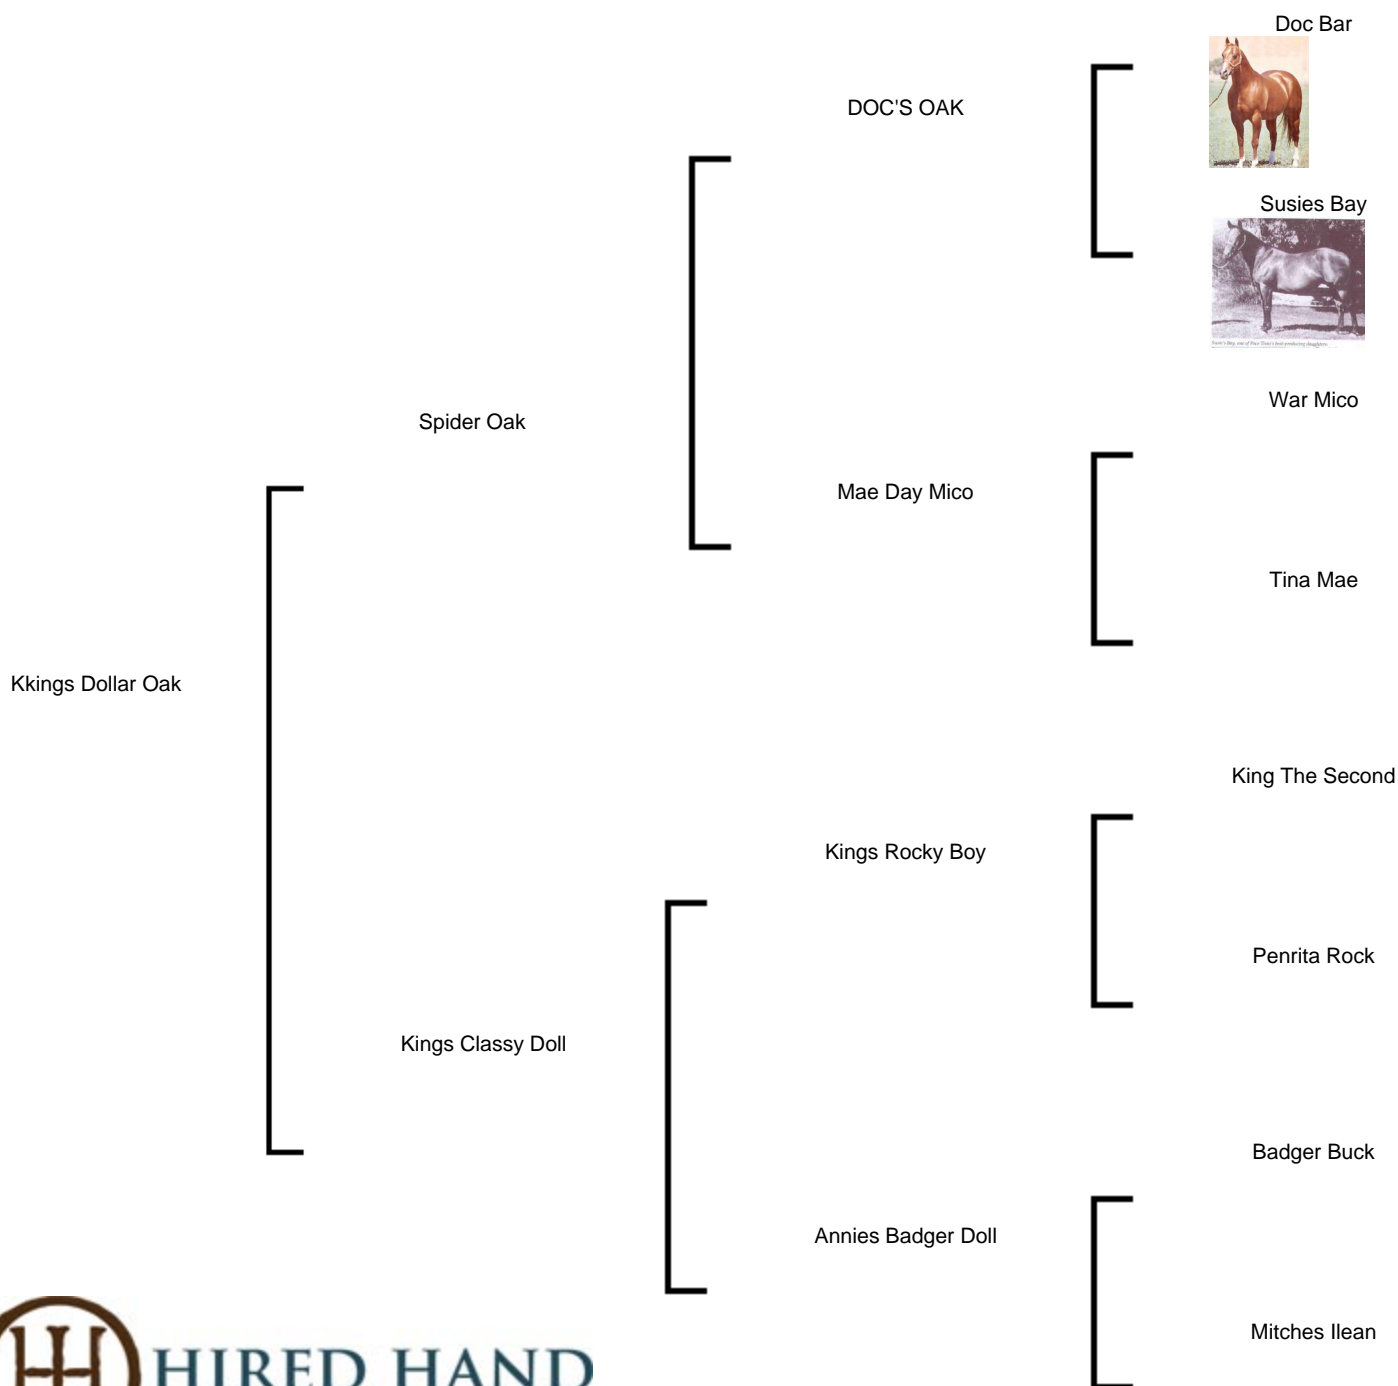 Doc Bar
DOC'S OAK
Susies Bay
Spider Oak
War Mico
Mae Day Mico
Tina Mae
Kkings Dollar Oak
King The Second
Kings Rocky Boy
Penrita Rock
Kings Classy Doll
Badger Buck
Annies Badger Doll
Mitches Ilean
HIRED HAND